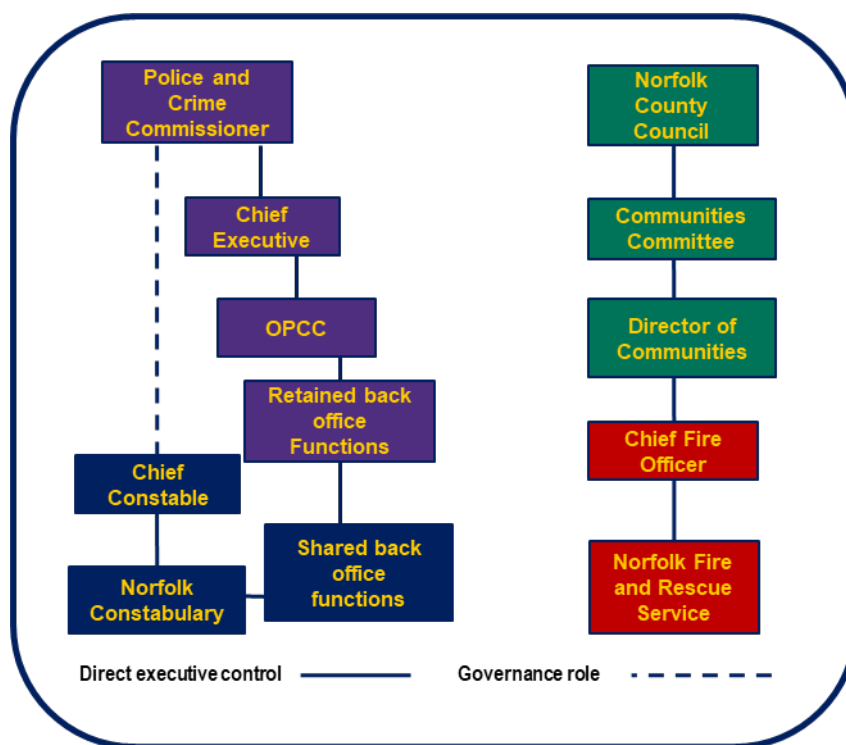 Police and
Crime
Commissioner
Norfolk
County
Council
Chief
Executive
Communities
Committee
OPCC
Director of
Communities
Retained back
office
Functions
Chief Fire
Officer
Chief
Constable
Shared back
office
functions
Norfolk Fire
and Rescue
Service
Norfolk
Constabulary
Direct executive control
Governance role